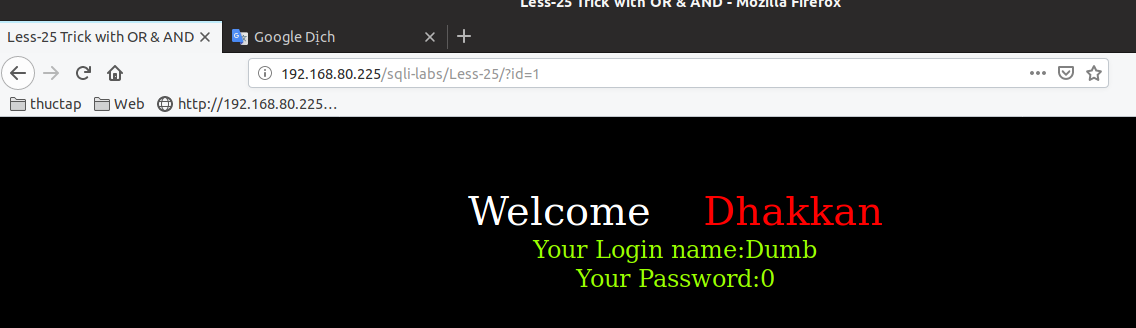 Less-25 Trick with OR & AND - Mozilla Firefox
Less-25 Trick with OR & AND
Google Dịch
192.168.80.225/sqli-labs/Less-25/?id=1
thuctap Web http://192.168.80.225…
Welcome Dhakkan
Your Login name:Dumb
Your Password:0